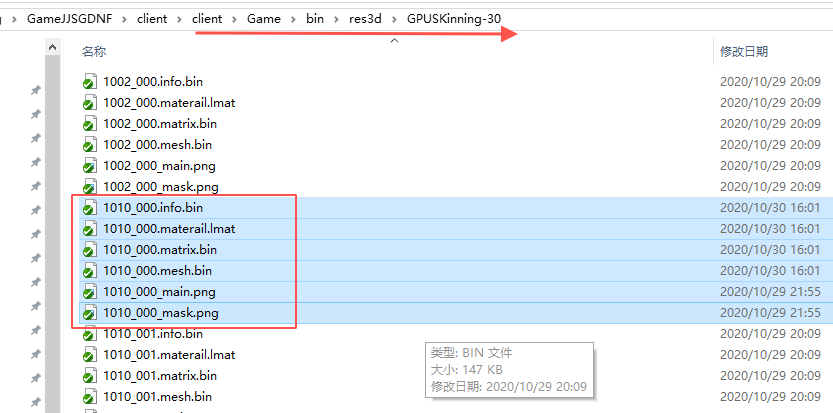 GameJJSGDNF > client > client > Game > bin > res3d > GPUSKinning-30
名称 修改日期
1002_000.info.bin 2020/10/29 20:09
1002_000.materail.lmat 2020/10/29 20:09
1002_000.matrix.bin 2020/10/29 20:09
1002_000.mesh.bin 2020/10/29 20:09
1002_000_main.png 2020/10/29 20:09
1002_000_mask.png 2020/10/29 20:09
1010_000.info.bin 2020/10/30 16:01
1010_000.materail.lmat 2020/10/30 16:01
1010_000.matrix.bin 2020/10/30 16:01
1010_000.mesh.bin 2020/10/30 16:01
1010_000_main.png 2020/10/29 21:55
1010_000_mask.png 2020/10/29 21:55
1010_001.info.bin 2020/10/29 20:09
1010_001.materail.lmat 2020/10/29 20:09
1010_001.matrix.bin 2020/10/29 20:09
1010_001.mesh.bin 2020/10/29 20:09
类型: BIN 文件
大小: 147 KB
修改日期: 2020/10/29 20:09